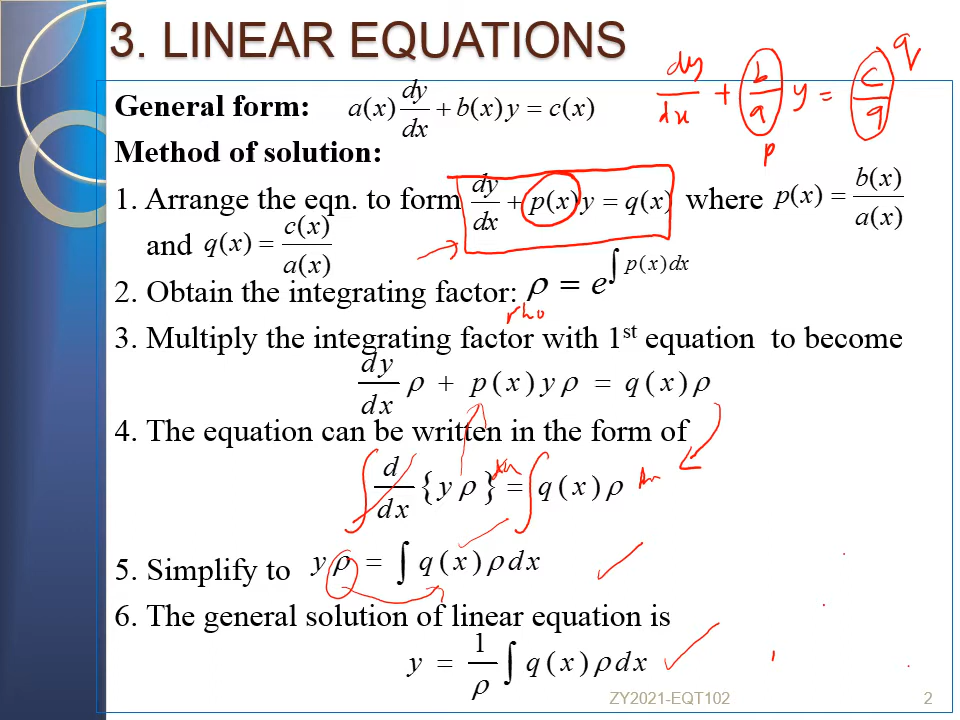 3. LINEAR EQUATIONS
dy/dx + b/a y = c/a q
p
General form: a(x) dy/dx + b(x) y = c(x)
Method of solution:
1. Arrange the eqn. to form dy/dx + p(x)y = q(x) where p(x) = b(x)/a(x)
and q(x) = c(x)/a(x)
2. Obtain the integrating factor: ρ = e^∫ p(x)dx
rho
3. Multiply the integrating factor with 1st equation to become
dy/dx ρ + p(x) y ρ = q(x) ρ
4. The equation can be written in the form of
∫ d/dx {y ρ} dx = ∫ q(x) ρ dx
5. Simplify to y ρ = ∫ q(x) ρ dx
6. The general solution of linear equation is
y = 1/ρ ∫ q(x) ρ dx
ZY2021-EQT102 2